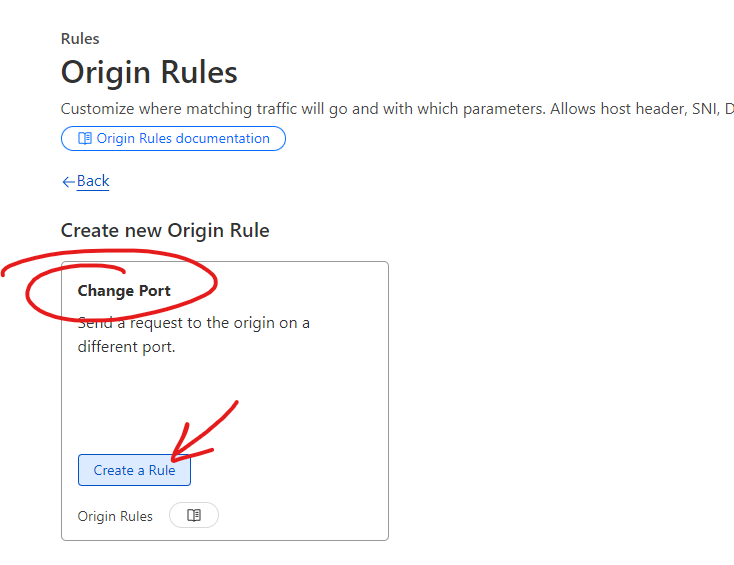 Rules
Origin Rules
Customize where matching traffic will go and with which parameters. Allows host header, SNI, D
Origin Rules documentation
←Back
Create new Origin Rule
Change Port
Send a request to the origin on a
different port.
Create a Rule
Origin Rules